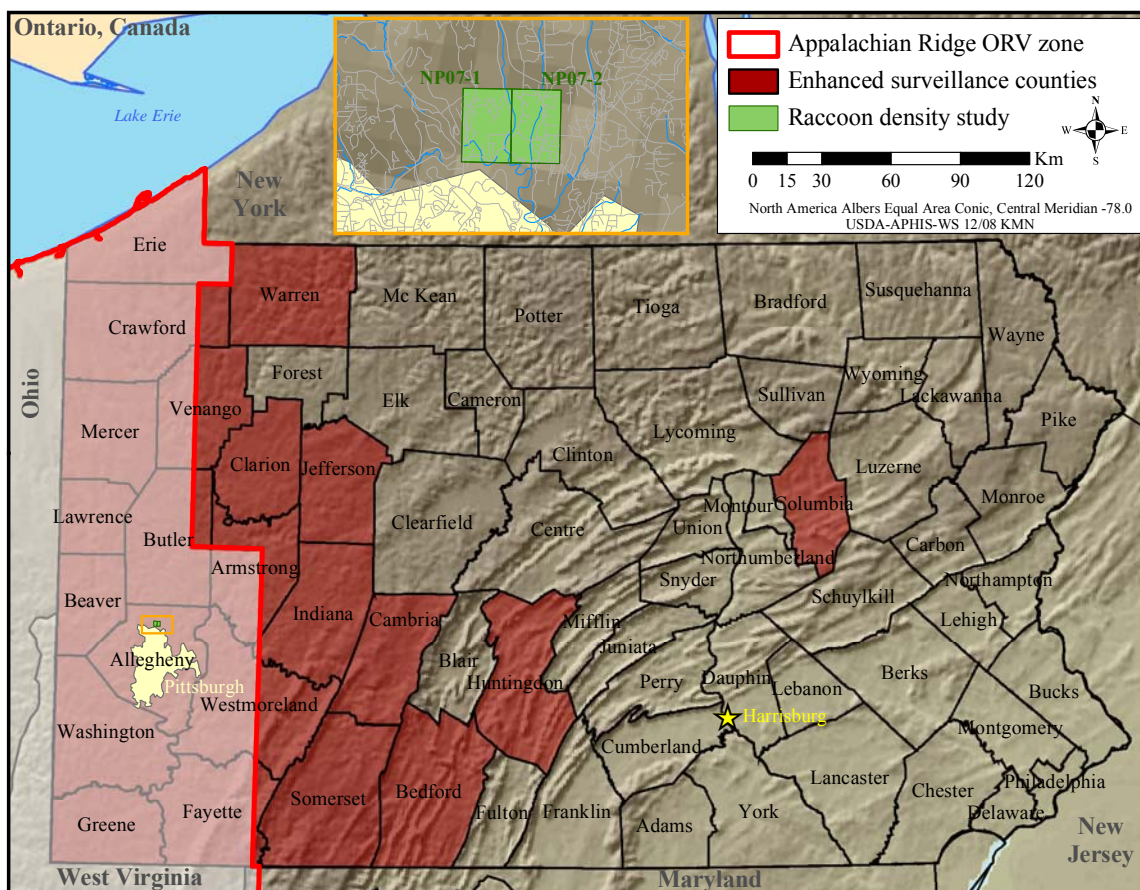 Ontario, Canada
Lake Erie
New
York
NP07-1
NP07-2
Appalachian Ridge ORV zone
Enhanced surveillance counties
Raccoon density study
N
W
E
S
Km
0 15 30 60 90 120
North America Albers Equal Area Conic, Central Meridian -78.0
USDA-APHIS-WS 12/08 KMN
Erie
Warren
Mc Kean
Potter
Tioga
Bradford
Susquehanna
Wayne
Crawford
Forest
Elk
Cameron
Sullivan
Wyoming
Lackawanna
Pike
Ohio
Venango
Mercer
Clarion
Jefferson
Clinton
Lycoming
Luzerne
Monroe
Lawrence
Butler
Clearfield
Centre
Union
Montour
Columbia
Carbon
Armstrong
Northumberland
Northampton
Beaver
Indiana
Cambria
Snyder
Schuylkill
Lehigh
Mifflin
Juniata
Allegheny
Pittsburgh
Blair
Huntingdon
Perry
Dauphin
Lebanon
Berks
Bucks
Westmoreland
Harrisburg
Washington
Cumberland
Montgomery
Lancaster
Philadelphia
Somerset
Bedford
Chester
Fayette
Fulton
Franklin
York
Delaware
Greene
Adams
New
Jersey
West Virginia
Maryland